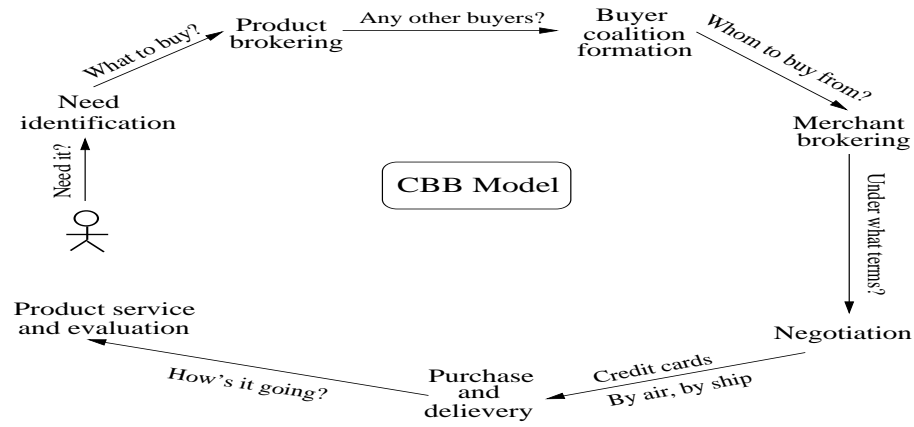 Need it?
Need
identification
What to buy?
Product
brokering
Any other buyers?
Buyer
coalition
formation
Whom to buy from?
Merchant
brokering
Under what terms?
Negotiation
Credit cards
By air, by ship
Purchase
and
delievery
How's it going?
Product service
and evaluation
CBB Model